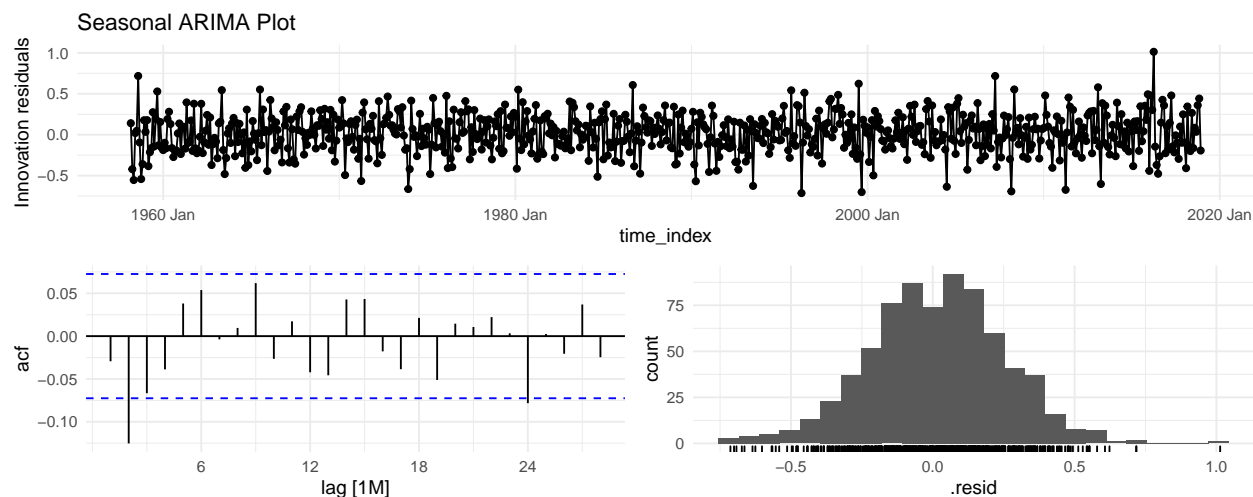 Seasonal ARIMA Plot
Innovation residuals
1.0
0.5
0.0
−0.5
1960 Jan
1980 Jan
2000 Jan
2020 Jan
time_index
acf
0.05
0.00
−0.05
−0.10
6
12
18
24
lag [1M]
count
75
50
25
0
−0.5
0.0
0.5
1.0
.resid